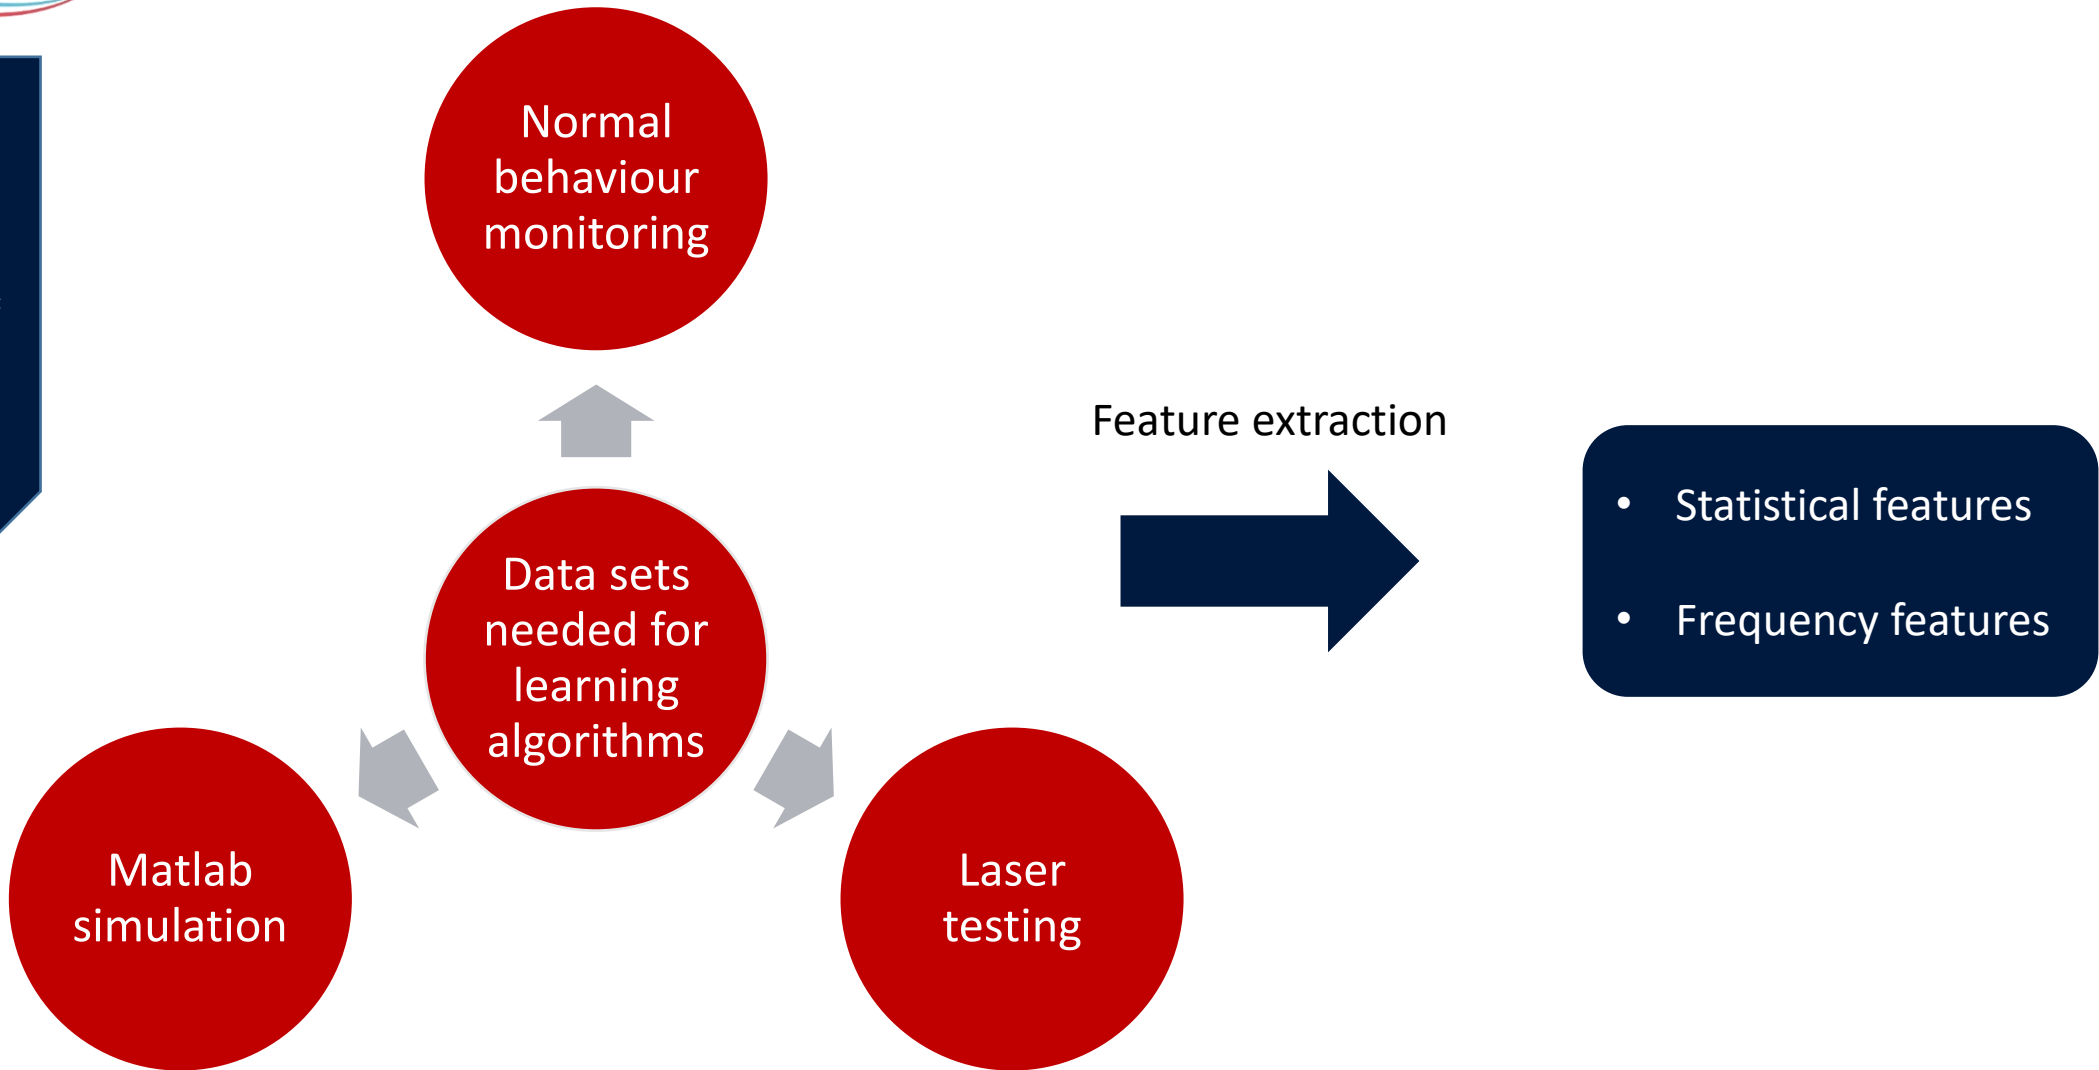 Normal
behaviour
monitoring
Data sets
needed for
learning
algorithms
Matlab
simulation
Laser
testing
Feature extraction
• Statistical features
• Frequency features